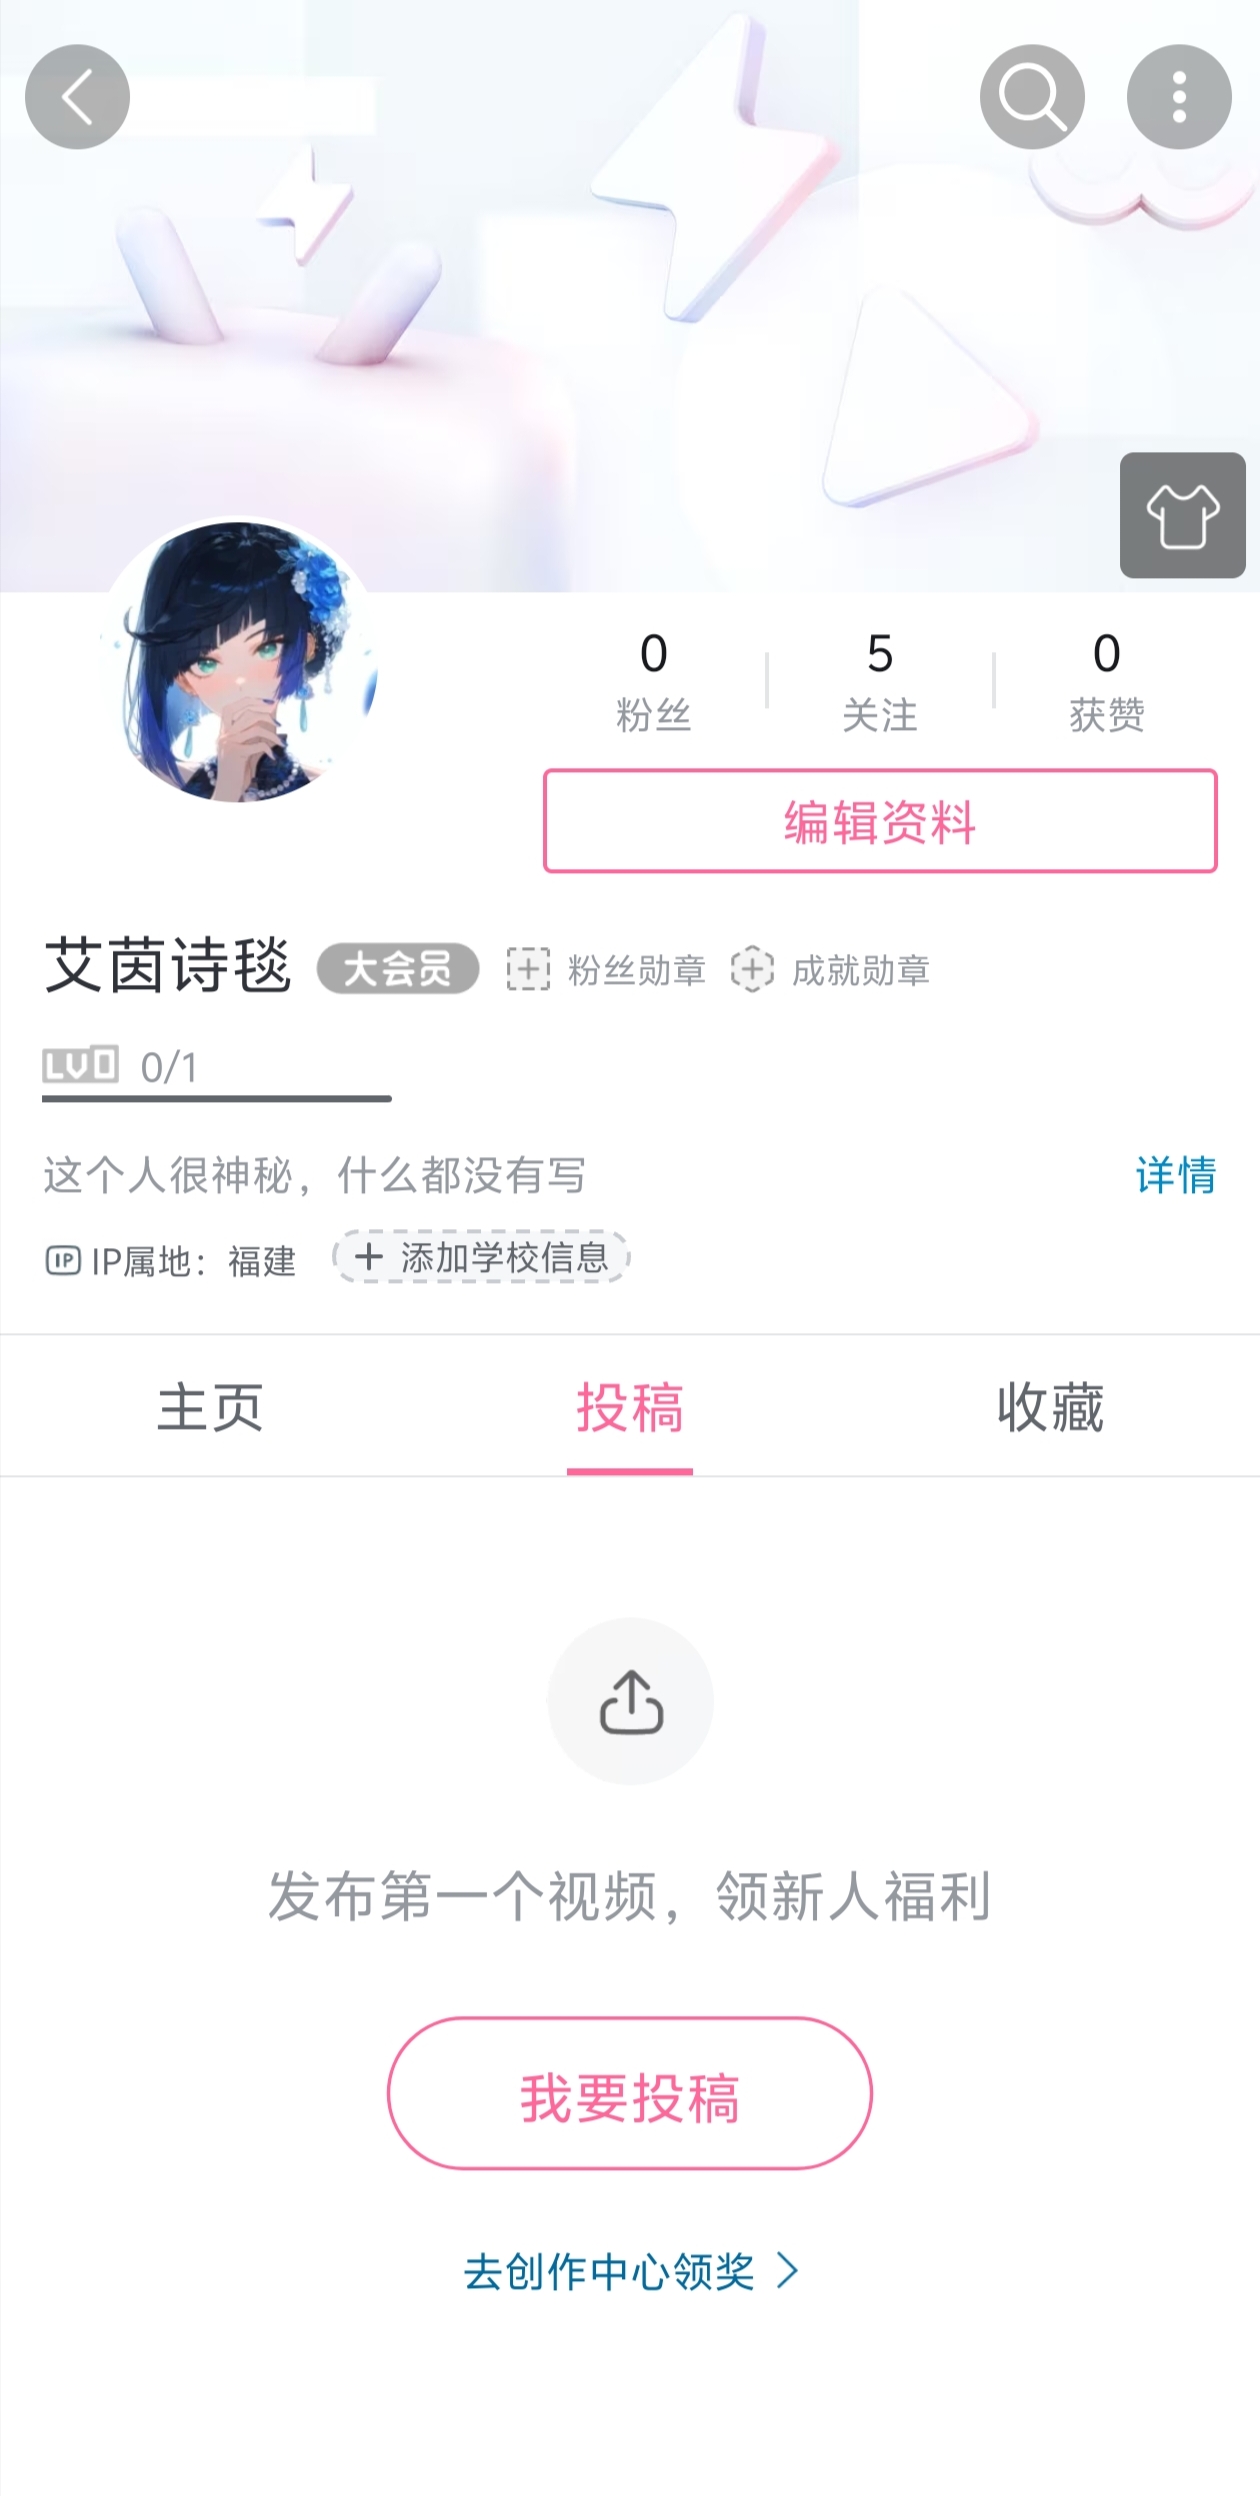 0 5 0
粉丝 关注 获赞
编辑资料
艾茵诗毯 大会员 粉丝勋章 成就勋章
LV0 0/1
这个人很神秘，什么都没有写 详情
IP IP属地：福建 + 添加学校信息
主页 投稿 收藏
发布第一个视频，领新人福利
我要投稿
去创作中心领奖